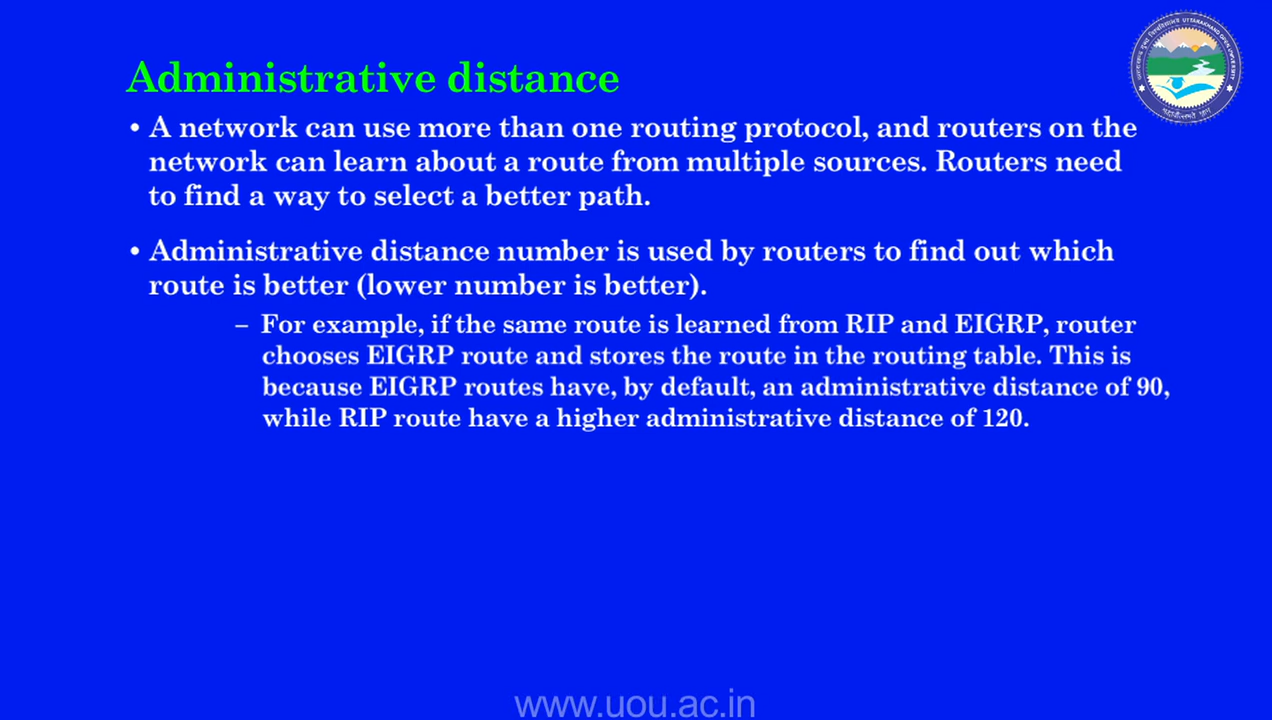 Administrative distance
• A network can use more than one routing protocol, and routers on the
network can learn about a route from multiple sources. Routers need
to find a way to select a better path.
• Administrative distance number is used by routers to find out which
route is better (lower number is better).
– For example, if the same route is learned from RIP and EIGRP, router
chooses EIGRP route and stores the route in the routing table. This is
because EIGRP routes have, by default, an administrative distance of 90,
while RIP route have a higher administrative distance of 120.
UTTARAKHAND OPEN UNIVERSITY
www.uou.ac.in